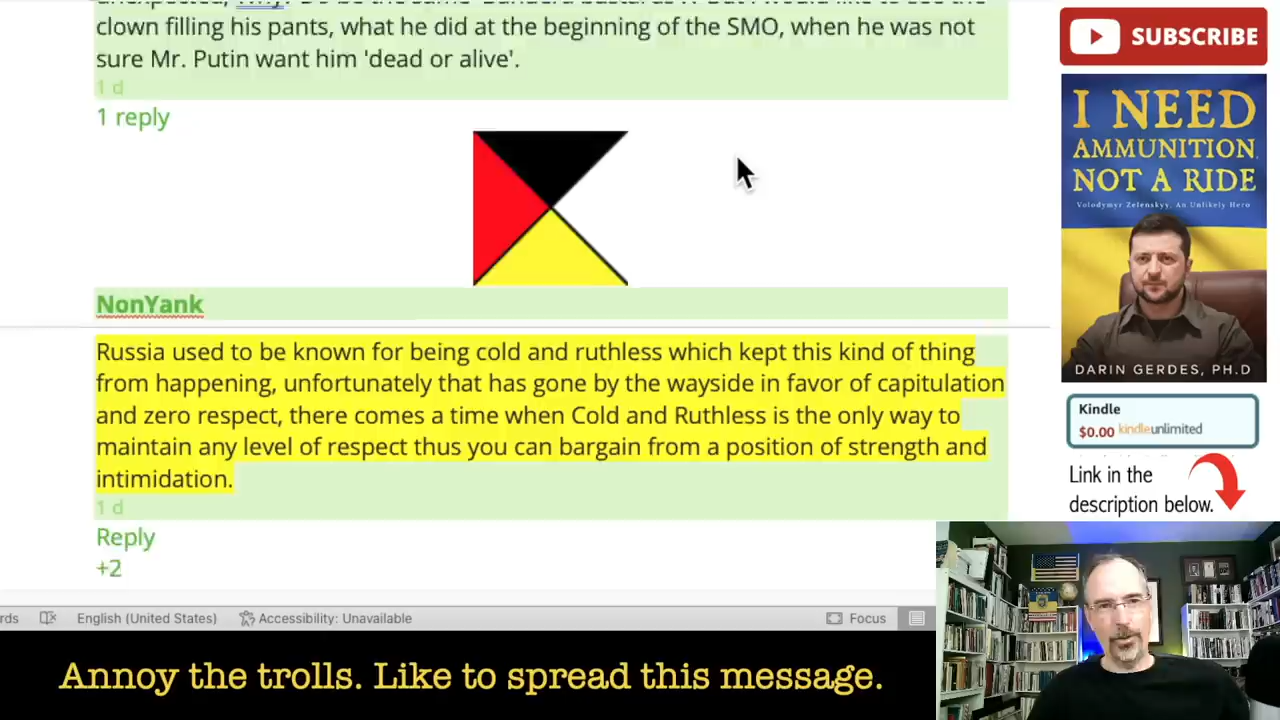 clown filling his pants, what he did at the beginning of the SMO, when he was not
sure Mr. Putin want him 'dead or alive'.
1 d
1 reply
NonYank
Russia used to be known for being cold and ruthless which kept this kind of thing
from happening, unfortunately that has gone by the wayside in favor of capitulation
and zero respect, there comes a time when Cold and Ruthless is the only way to
maintain any level of respect thus you can bargain from a position of strength and
intimidation.
1 d
Reply
+2
rds English (United States) Accessibility: Unavailable Focus
Annoy the trolls. Like to spread this message.
SUBSCRIBE
I NEED
AMMUNITION,
NOT A RIDE
Volodymyr Zelenskyy, An Unlikely Hero
DARIN GERDES, PH.D
Kindle
$0.00 kindleunlimited
Link in the
description below.